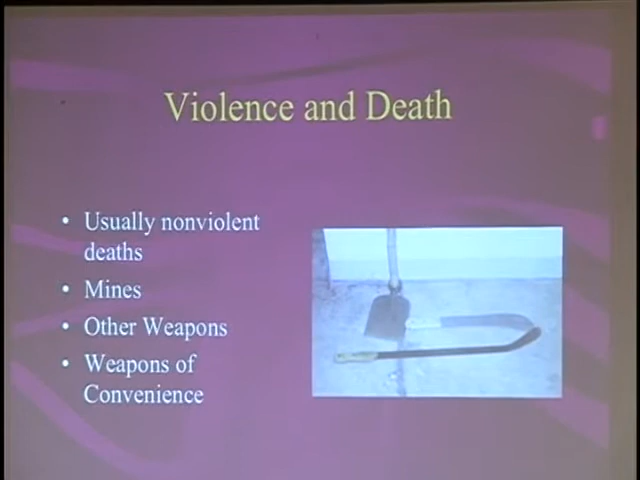 Violence and Death
• Usually nonviolent
deaths
• Mines
• Other Weapons
• Weapons of
Convenience